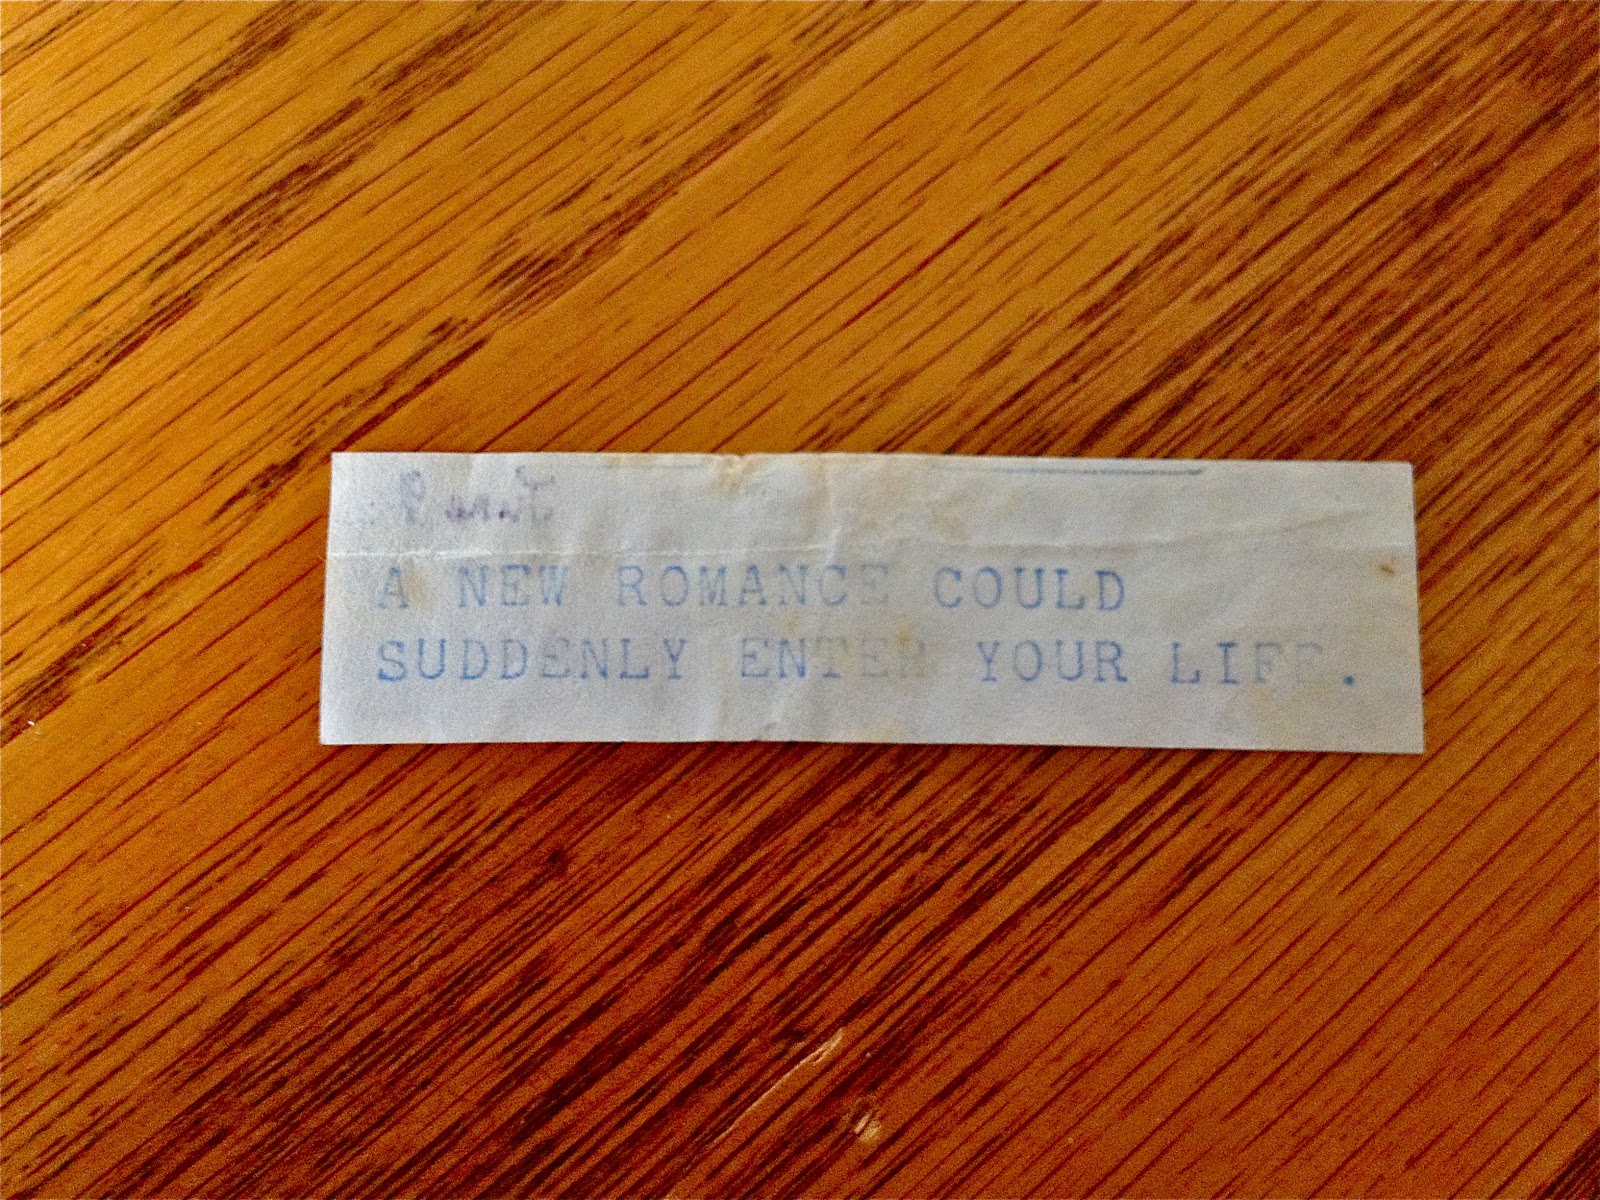 A NEW ROMANCE COULD
SUDDENLY ENTER YOUR LIFE.